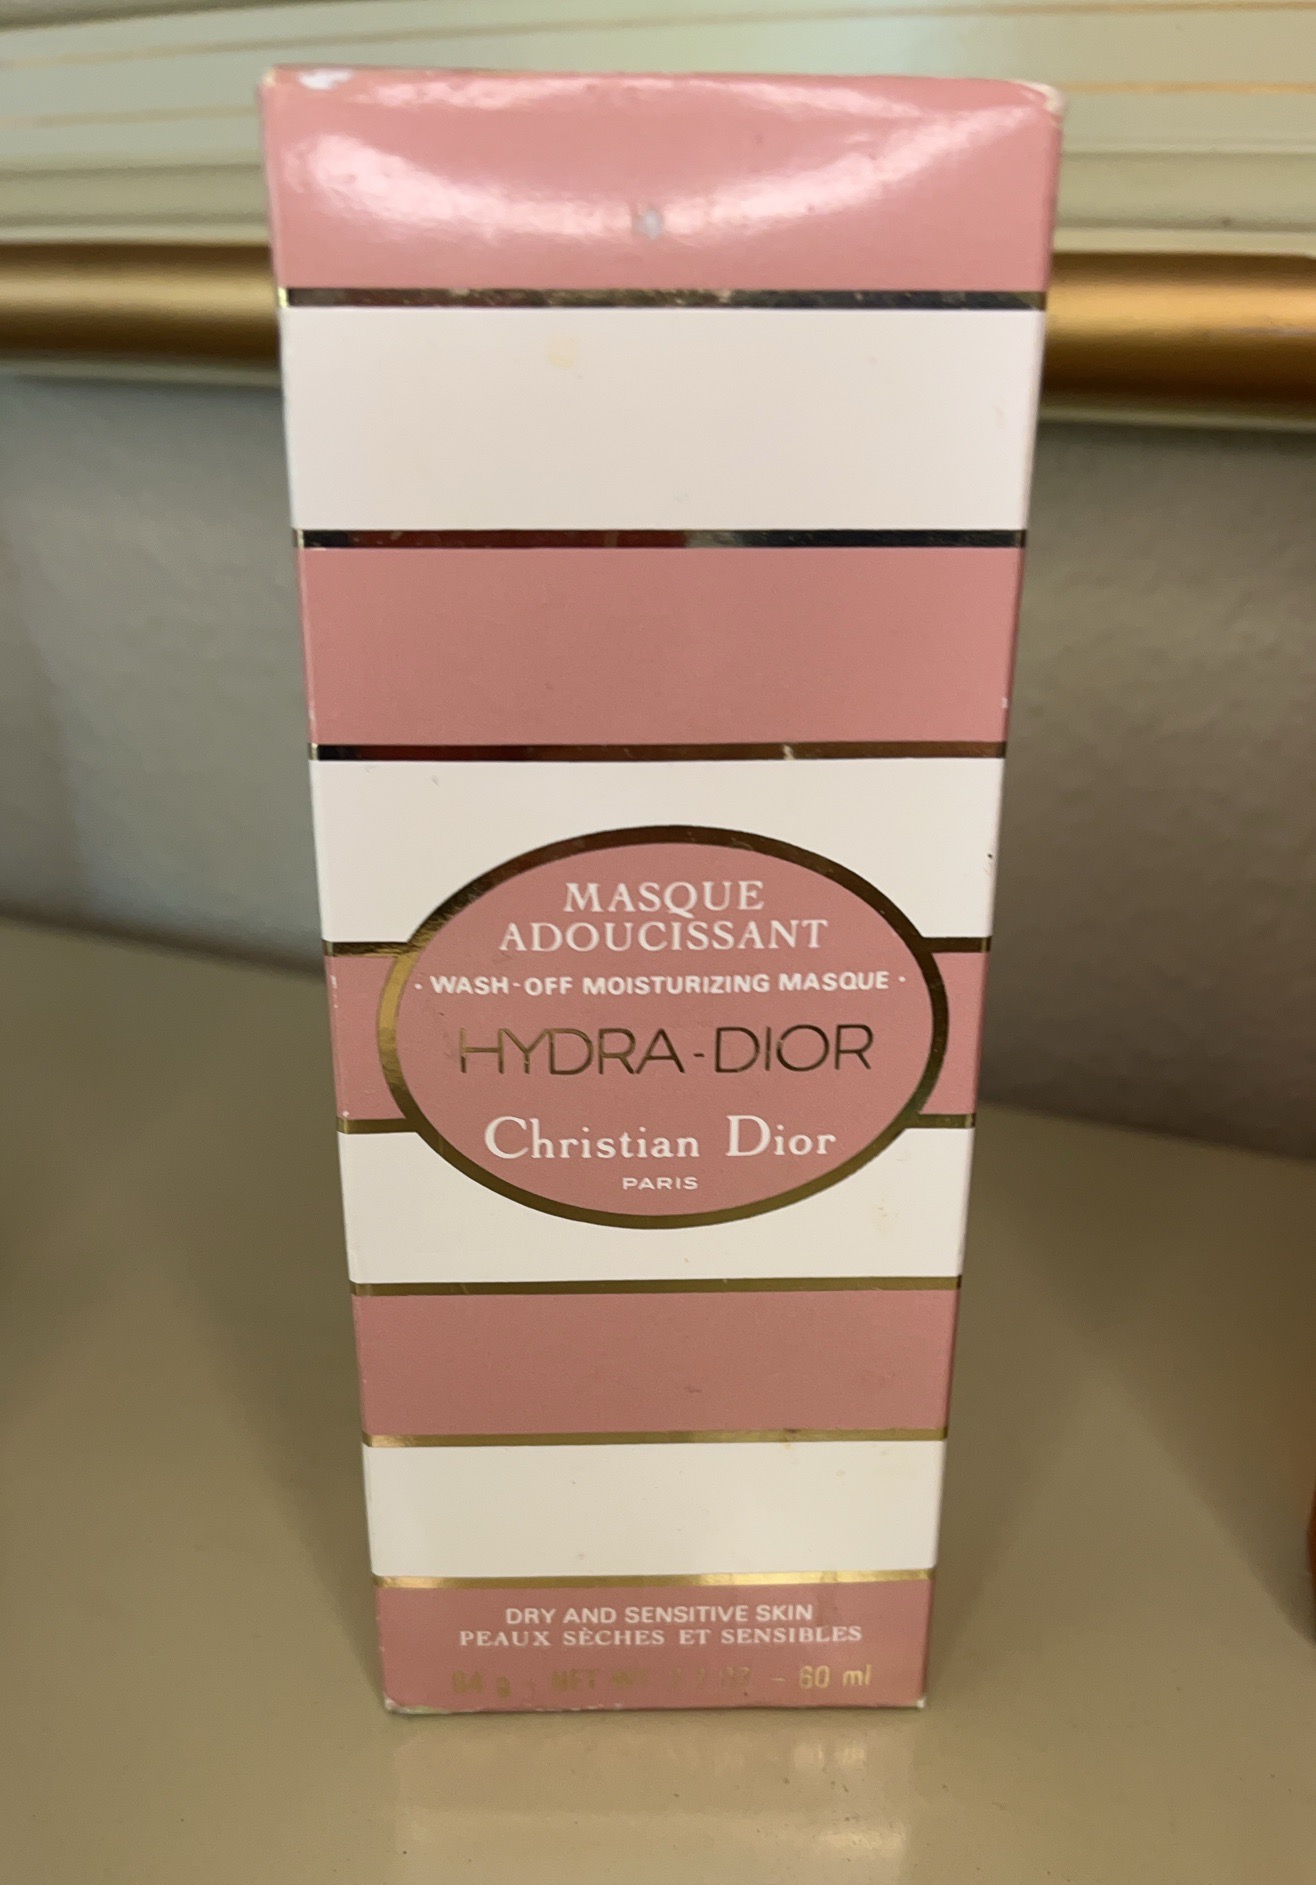 MASQUE
ADOUCISSANT
· WASH-OFF MOISTURIZING MASQUE ·
HYDRA-DIOR
Christian Dior
PARIS
DRY AND SENSITIVE SKIN
PEAUX SÈCHES ET SENSIBLES
g NET - 60 ml